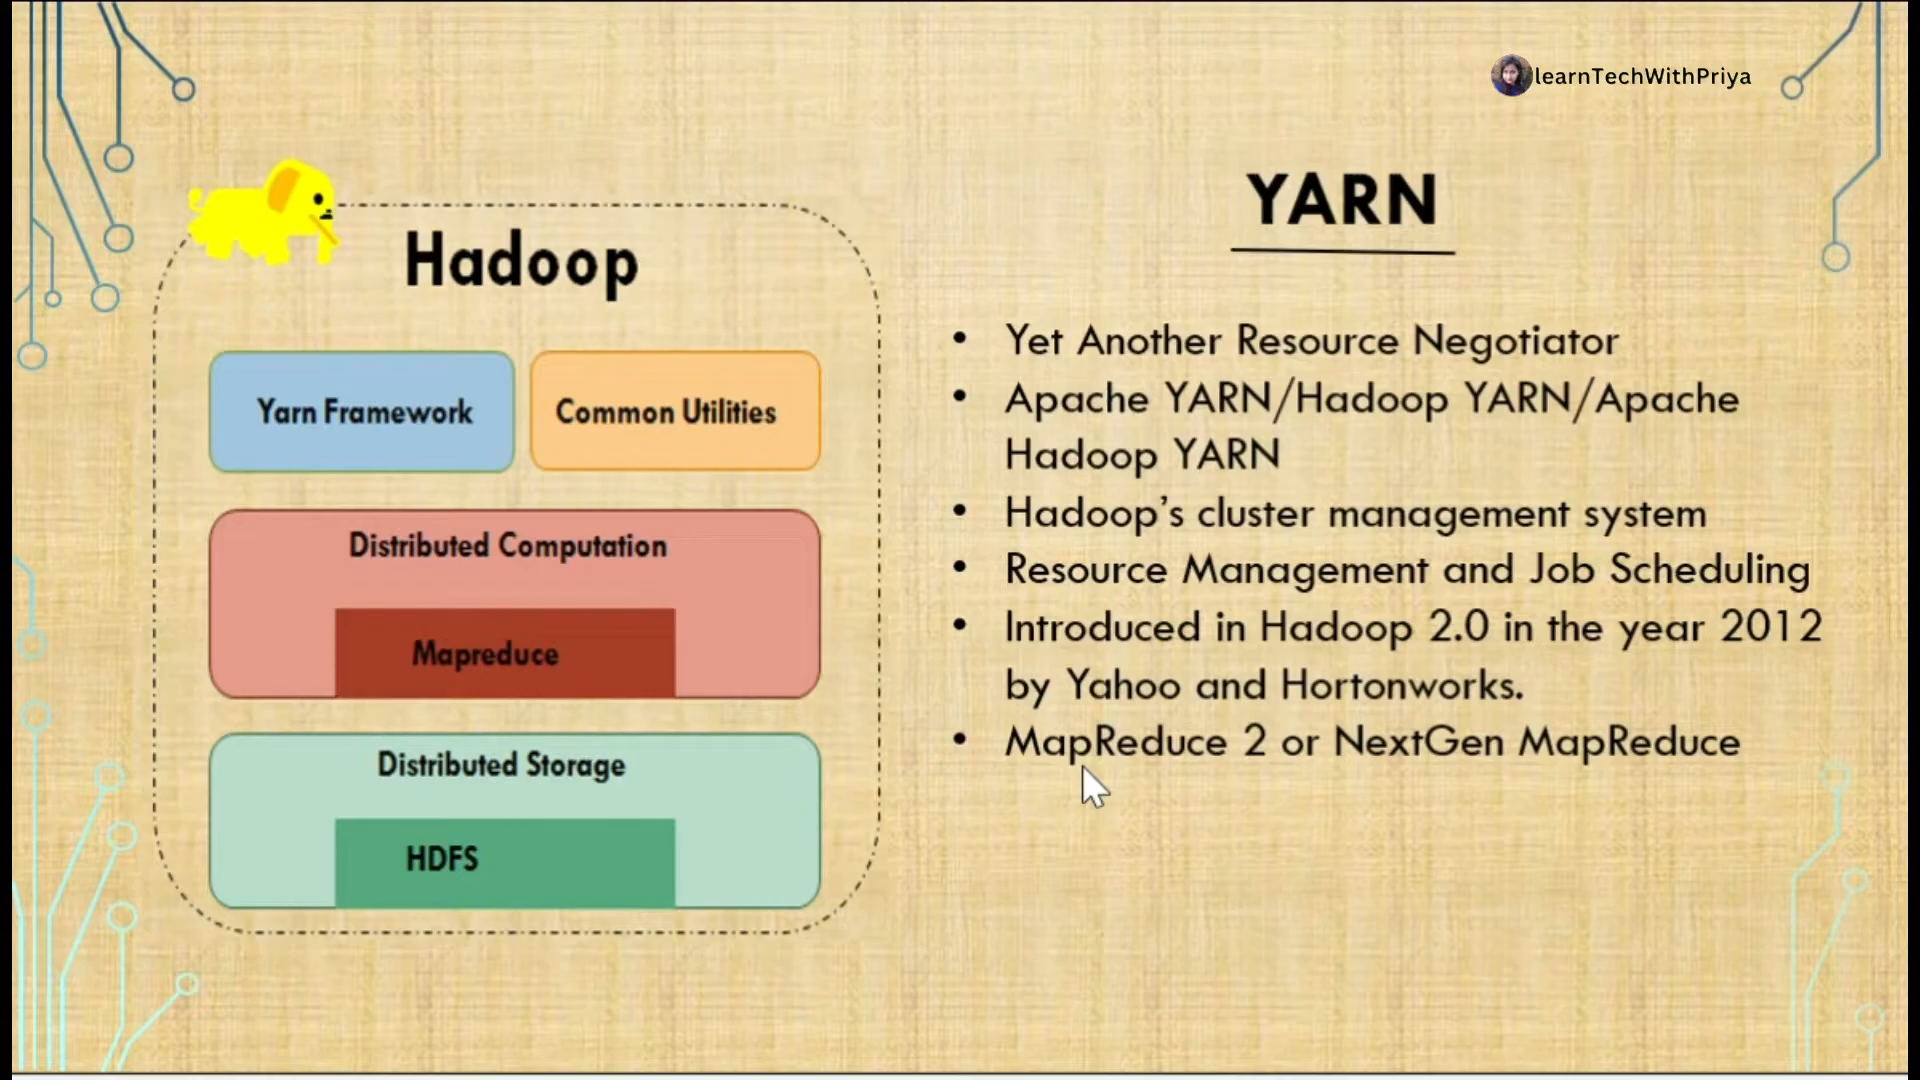 learnTechWithPriya
Hadoop
Yarn Framework
Common Utilities
Distributed Computation
Mapreduce
Distributed Storage
HDFS
YARN
• Yet Another Resource Negotiator
• Apache YARN/Hadoop YARN/Apache
Hadoop YARN
• Hadoop’s cluster management system
• Resource Management and Job Scheduling
• Introduced in Hadoop 2.0 in the year 2012
by Yahoo and Hortonworks.
• MapReduce 2 or NextGen MapReduce